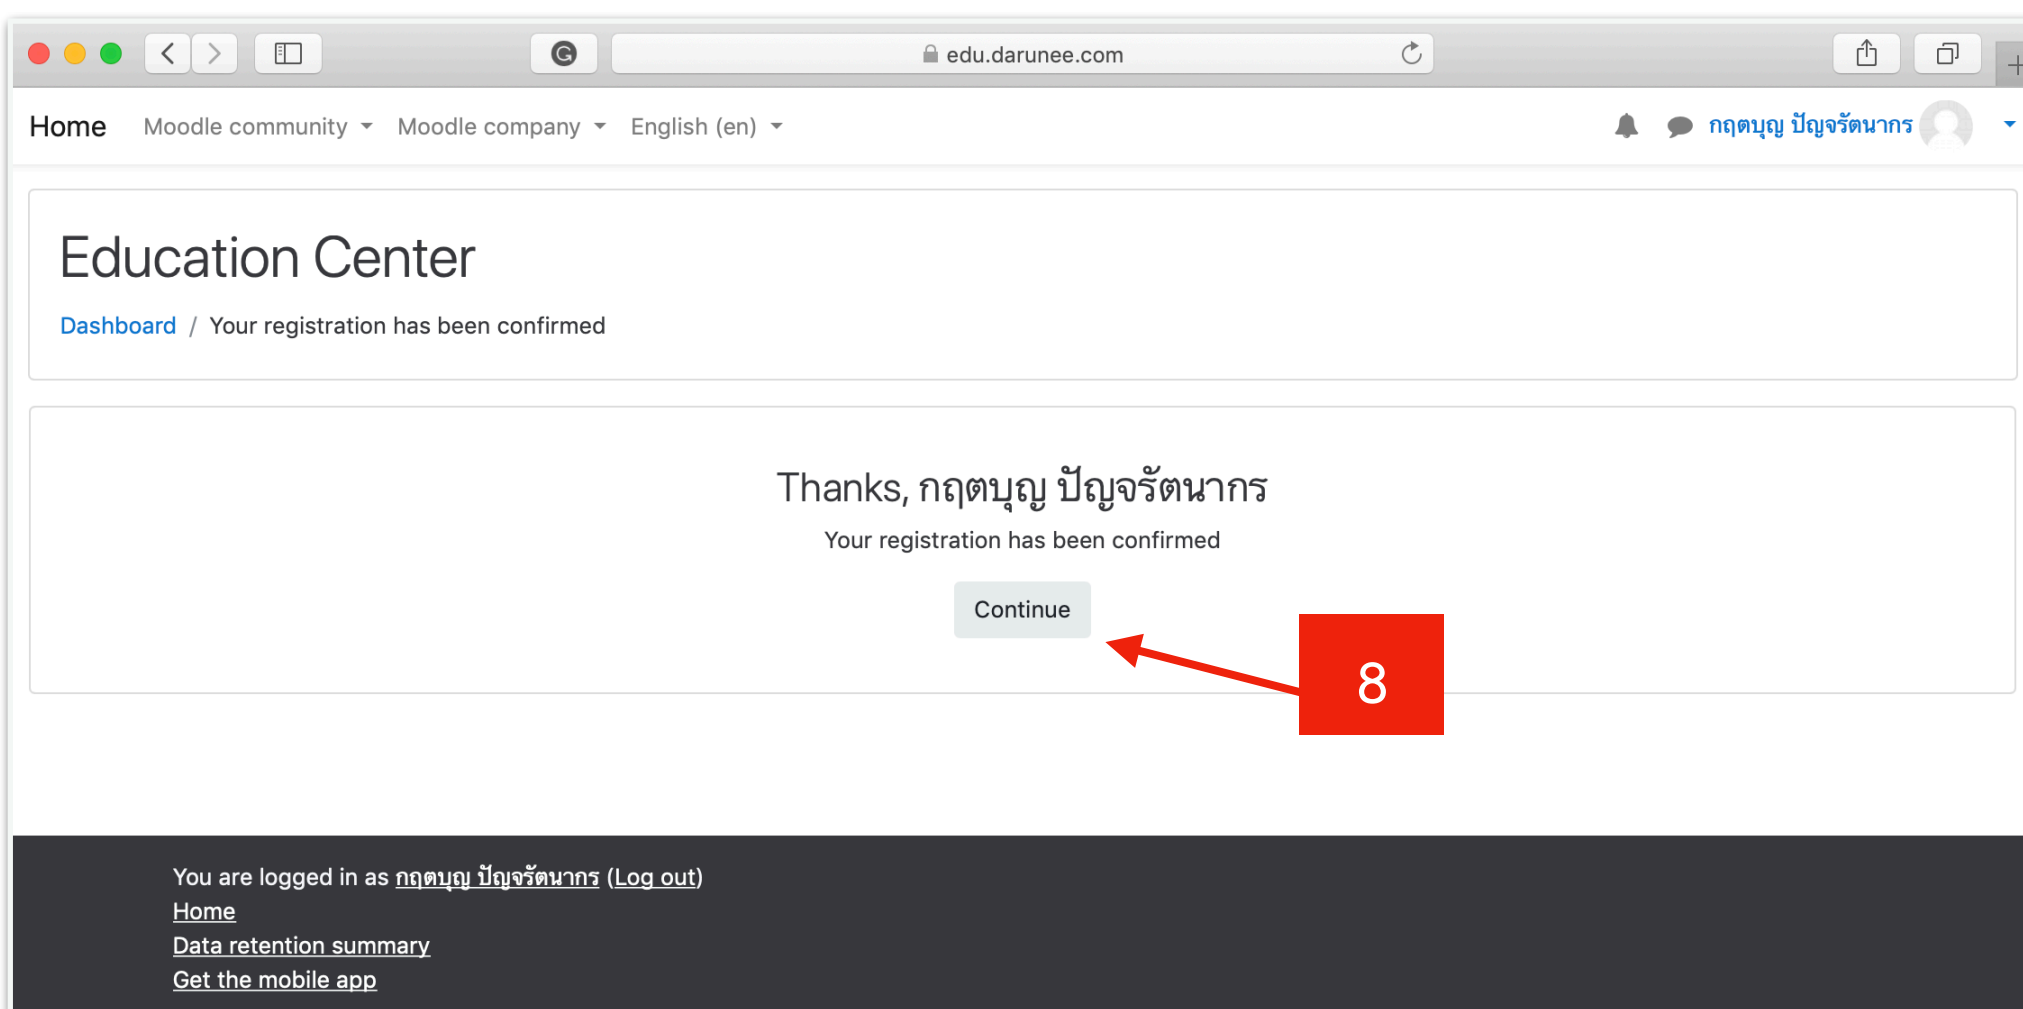 edu.darunee.com
Home Moodle community Moodle company English (en) กฤตบุญ ปัญจรัตนากร
Education Center
Dashboard / Your registration has been confirmed
Thanks, กฤตบุญ ปัญจรัตนากร
Your registration has been confirmed
Continue
8
You are logged in as กฤตบุญ ปัญจรัตนากร (Log out)
Home
Data retention summary
Get the mobile app